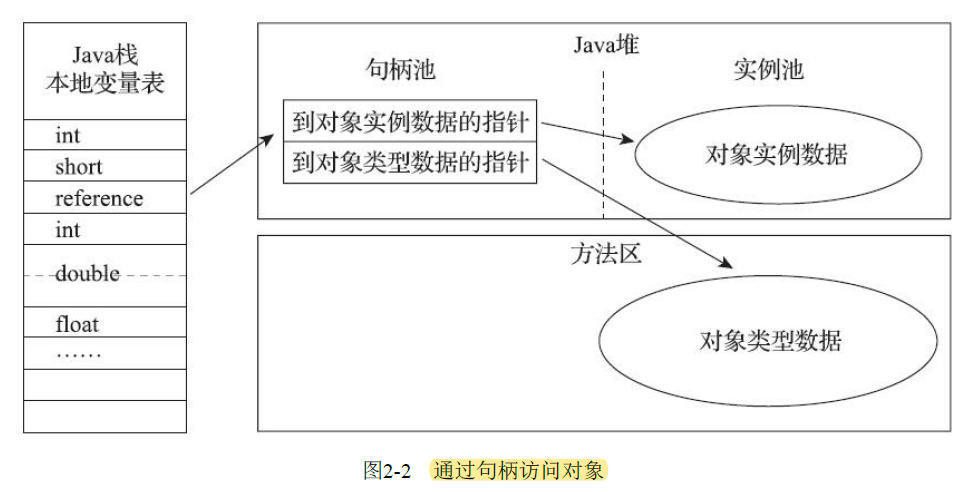 Java栈
本地变量表
int
short
reference
int
double
float
……
Java堆
句柄池
实例池
到对象实例数据的指针
到对象类型数据的指针
对象实例数据
方法区
对象类型数据
图2-2 通过句柄访问对象